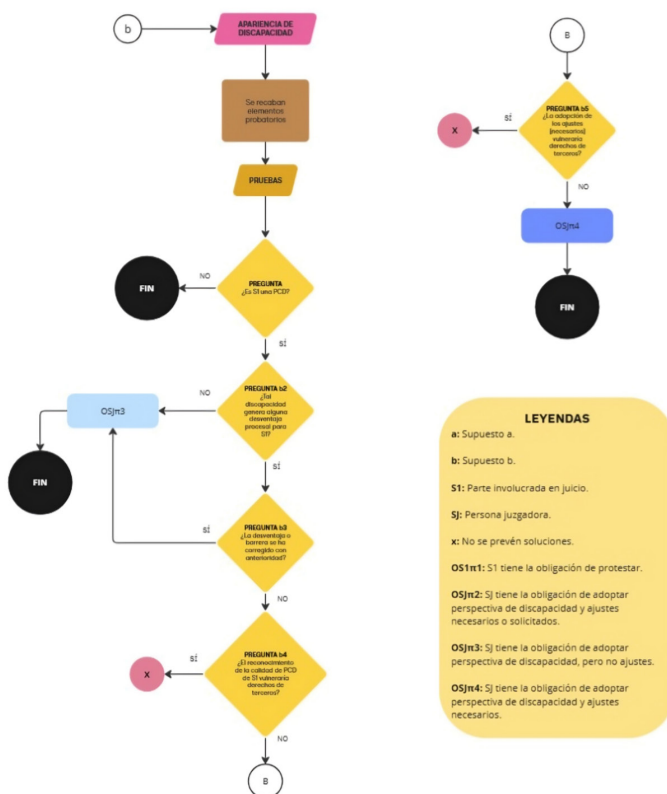 b
APARIENCIA DE
DISCAPACIDAD
Se recaban
elementos
probatorios
PRUEBAS
PREGUNTA
¿Es S1 una PCD?
NO
FIN
SÍ
PREGUNTA b2
¿Tal
discapacidad
genera alguna
desventaja
procesal para
S1?
NO
OSJπ3
FIN
SÍ
PREGUNTA b3
¿La desventaja o
barrera se ha
corregido con
anterioridad?
SÍ
NO
PREGUNTA b4
¿El reconocimiento
de la calidad de PCD
de S1 vulneraría
derechos de
terceros?
SÍ
X
NO
B
B
PREGUNTA b5
¿La adopción de
los ajustes
(necesarios)
vulneraría
derechos de
terceros?
SÍ
X
NO
OSJπ4
FIN
LEYENDAS
a: Supuesto a.
b: Supuesto b.
S1: Parte involucrada en juicio.
SJ: Persona juzgadora.
x: No se prevén soluciones.
OS1π1: S1 tiene la obligación de protestar.
OSJπ2: SJ tiene la obligación de adoptar
perspectiva de discapacidad y ajustes
necesarios o solicitados.
OSJπ3: SJ tiene la obligación de adoptar
perspectiva de discapacidad, pero no ajustes.
OSJπ4: SJ tiene la obligación de adoptar
perspectiva de discapacidad y ajustes
necesarios.